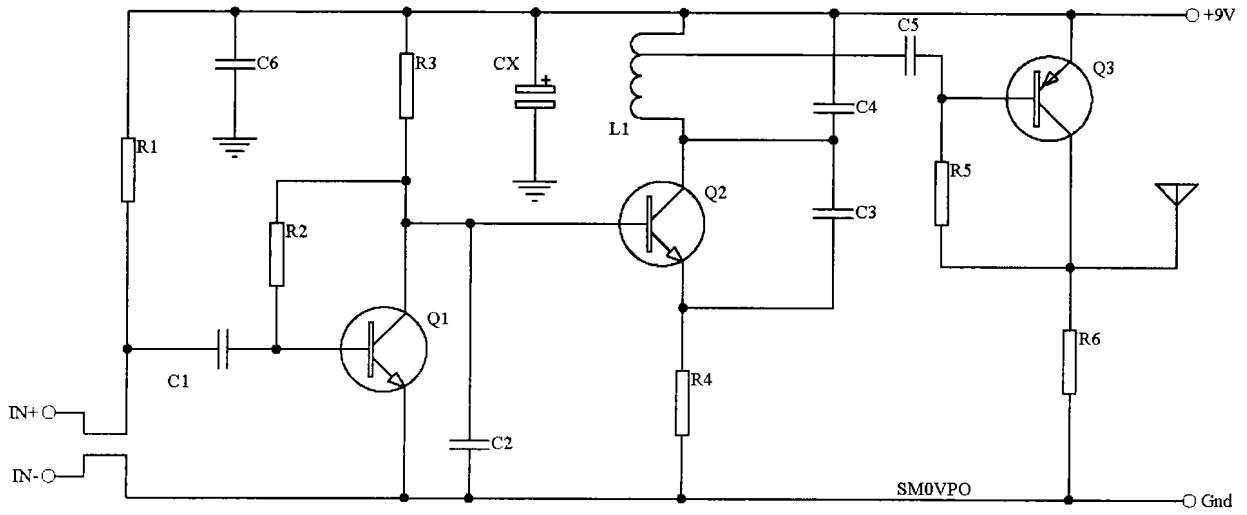 +9V
C5
R3
C6
CX
+
Q3
C4
L1
R1
R5
Q2
R2
C3
Q1
R6
C1
R4
IN+
C2
IN-
SM0VPO
Gnd